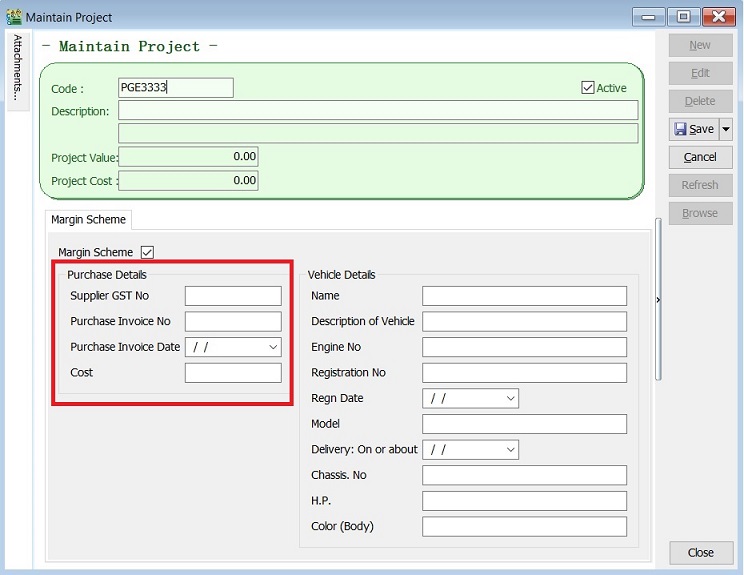 Maintain Project
Attachments...
- Maintain Project -
Code : PGE3333
Active
Description:
Project Value: 0.00
Project Cost : 0.00
New
Edit
Delete
Save
Cancel
Refresh
Browse
Margin Scheme
Margin Scheme
Purchase Details
Supplier GST No
Purchase Invoice No
Purchase Invoice Date / /
Cost
Vehicle Details
Name
Description of Vehicle
Engine No
Registration No
Regn Date / /
Model
Delivery: On or about / /
Chassis. No
H.P.
Color (Body)
Close